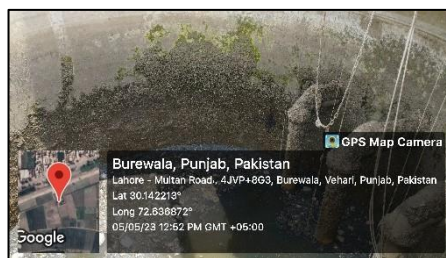 GPS Map Camera
Burewala, Punjab, Pakistan
Lahore - Multan Road., 4JVP+8G3, Burewala, Vehari, Punjab, Pakistan
Lat 30.142213°
Long 72.636872°
05/05/23 12:52 PM GMT +05:00
Google